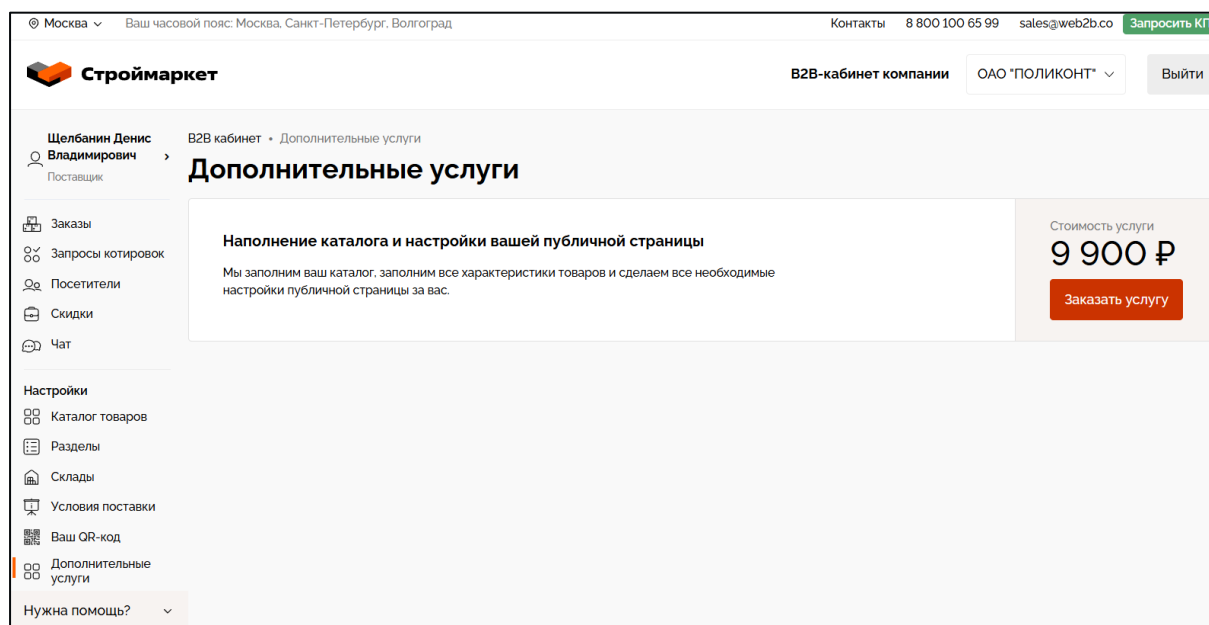 Москва
Ваш часовой пояс: Москва, Санкт-Петербург, Волгоград
Контакты
8 800 100 65 99
sales@web2b.co
Запросить КП
Строймаркет
B2B-кабинет компании
ОАО "ПОЛИКОНТ"
Выйти
Щелбанин Денис
Владимирович
Поставщик
B2B кабинет • Дополнительные услуги
Дополнительные услуги
Заказы
Запросы котировок
Посетители
Скидки
Чат
Настройки
Каталог товаров
Разделы
Склады
Условия поставки
Ваш QR-код
Дополнительные
услуги
Нужна помощь?
Наполнение каталога и настройки вашей публичной страницы
Мы заполним ваш каталог, заполним все характеристики товаров и сделаем все необходимые
настройки публичной страницы за вас.
Стоимость услуги
9 900 ₽
Заказать услугу